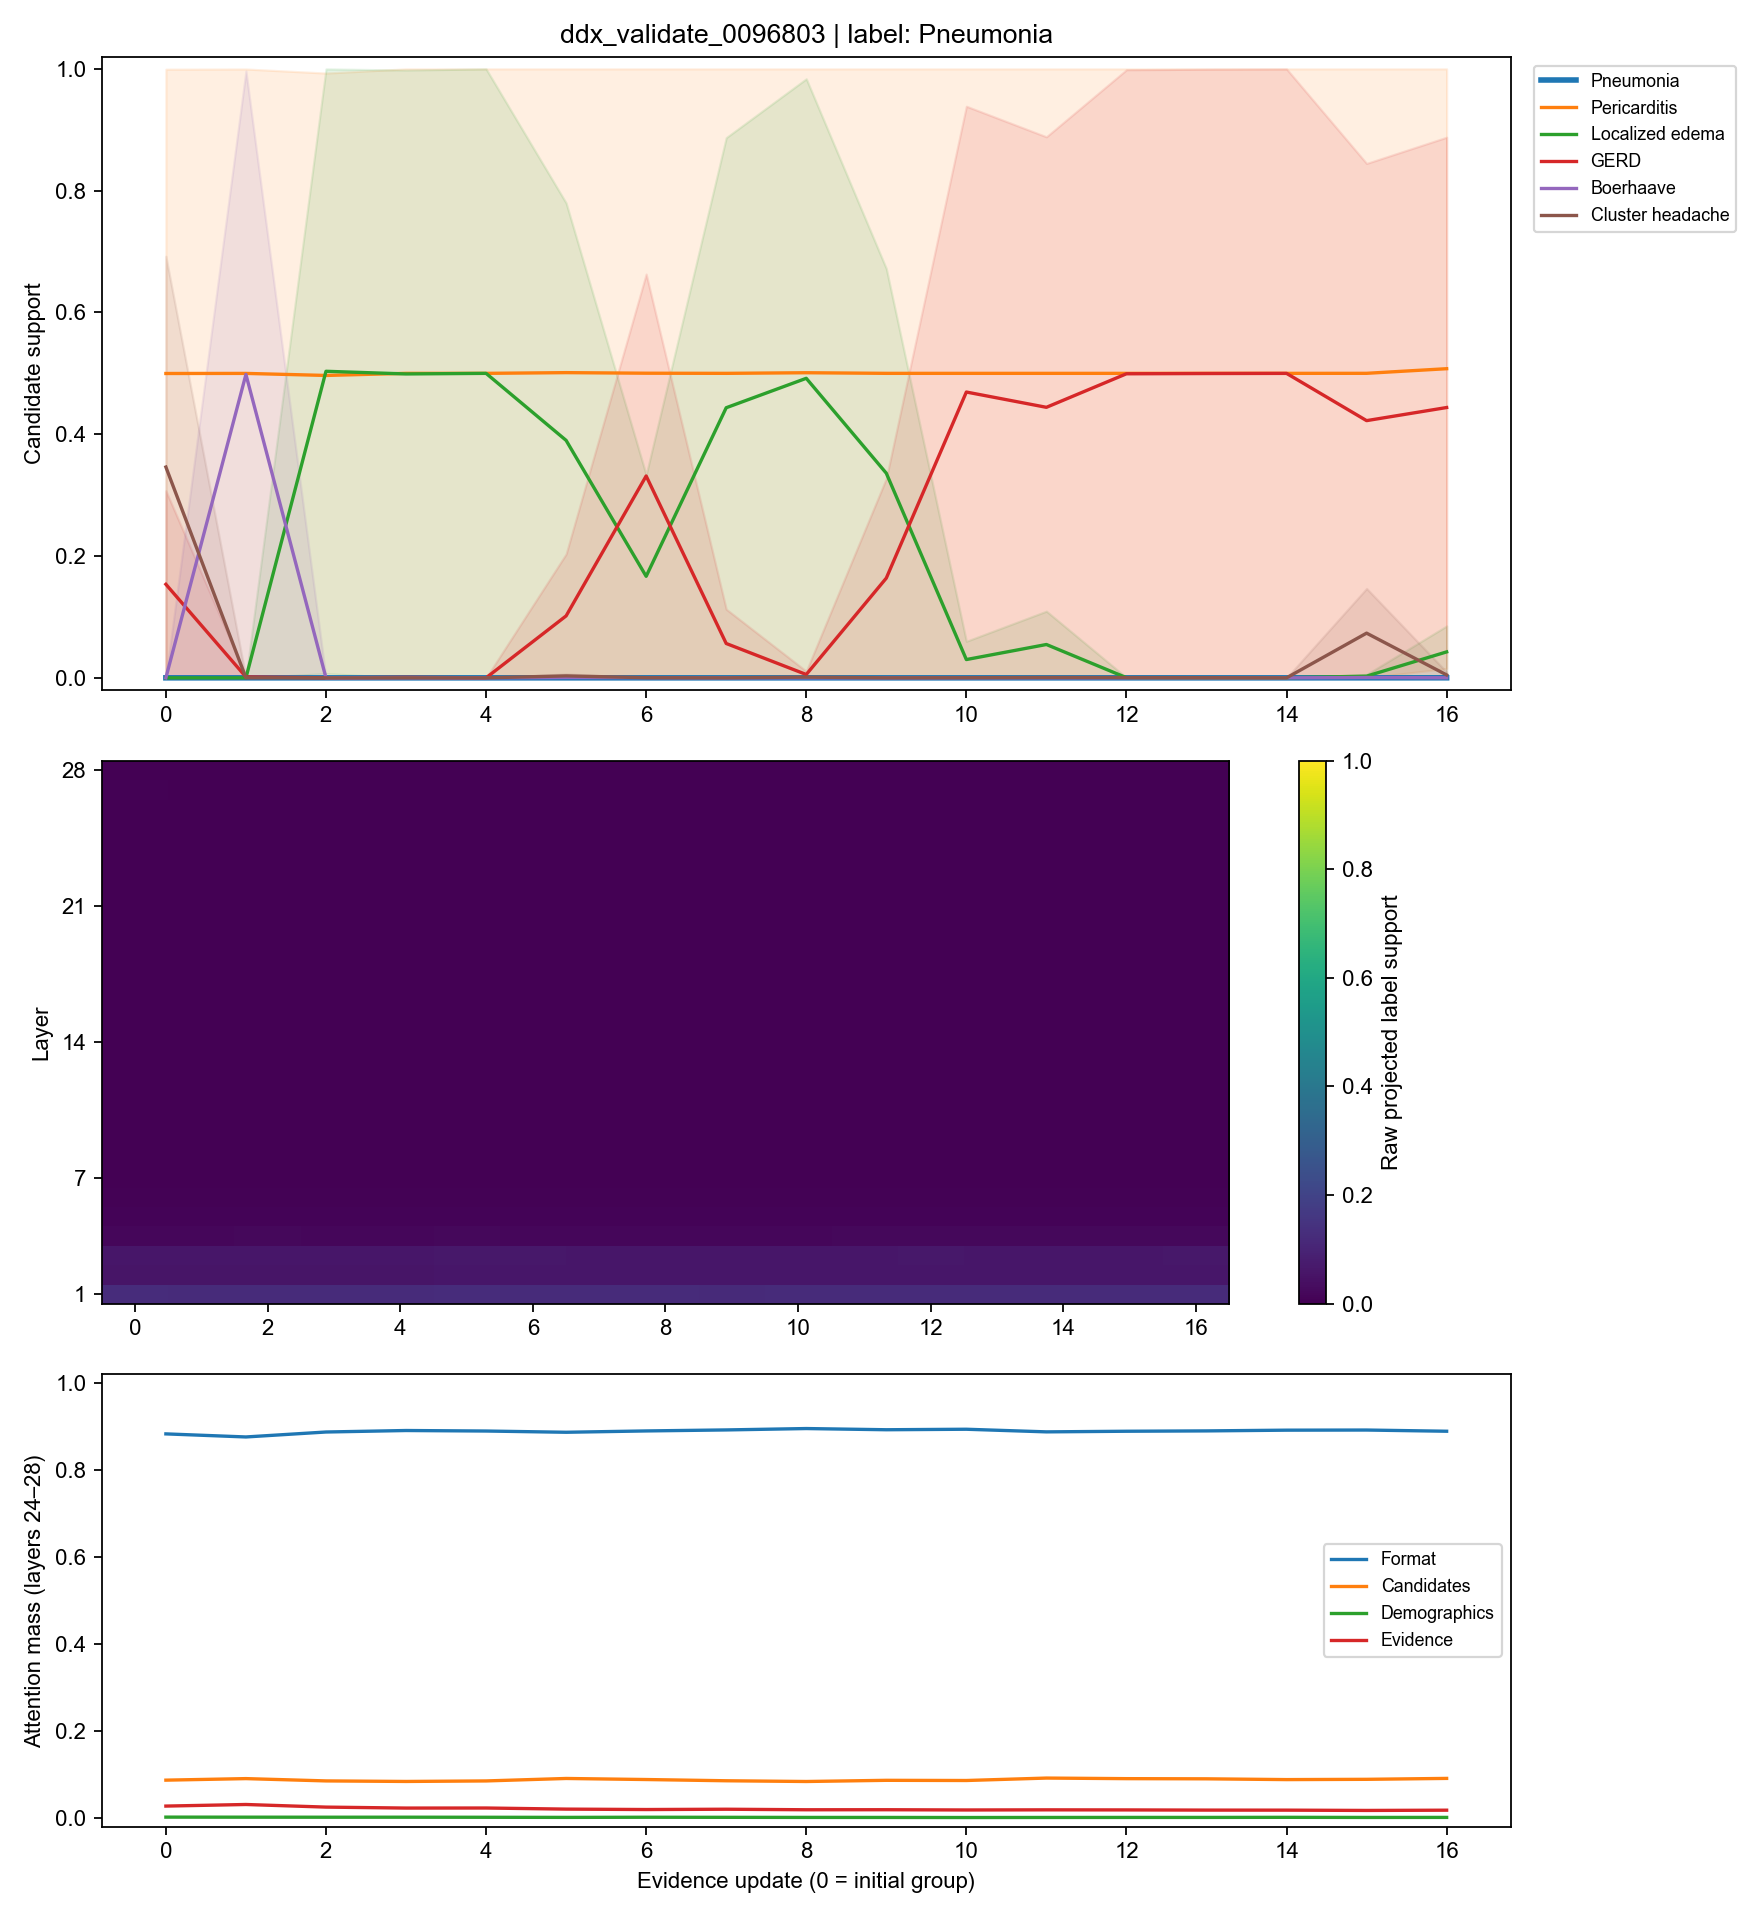 ddx_validate_0096803 | label: Pneumonia
1.0
0.8
0.6
0.4
0.2
0.0
Candidate support
0 2 4 6 8 10 12 14 16
Pneumonia
Pericarditis
Localized edema
GERD
Boerhaave
Cluster headache
28
21
14
7
1
Layer
0 2 4 6 8 10 12 14 16
1.0
0.8
0.6
0.4
0.2
0.0
Raw projected label support
1.0
0.8
0.6
0.4
0.2
0.0
Attention mass (layers 24–28)
Format
Candidates
Demographics
Evidence
0 2 4 6 8 10 12 14 16
Evidence update (0 = initial group)